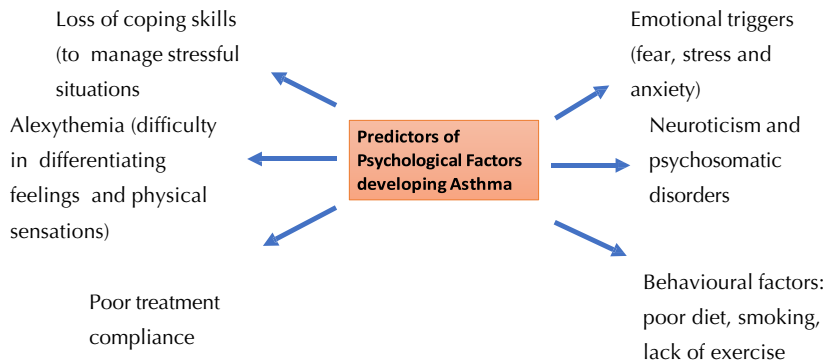 Loss of coping skills
(to manage stressful
situations
Alexythemia (difficulty
in differentiating
feelings and physical
sensations)
Poor treatment
compliance
Predictors of
Psychological Factors
developing Asthma
Emotional triggers
(fear, stress and
anxiety)
Neuroticism and
psychosomatic
disorders
Behavioural factors:
poor diet, smoking,
lack of exercise